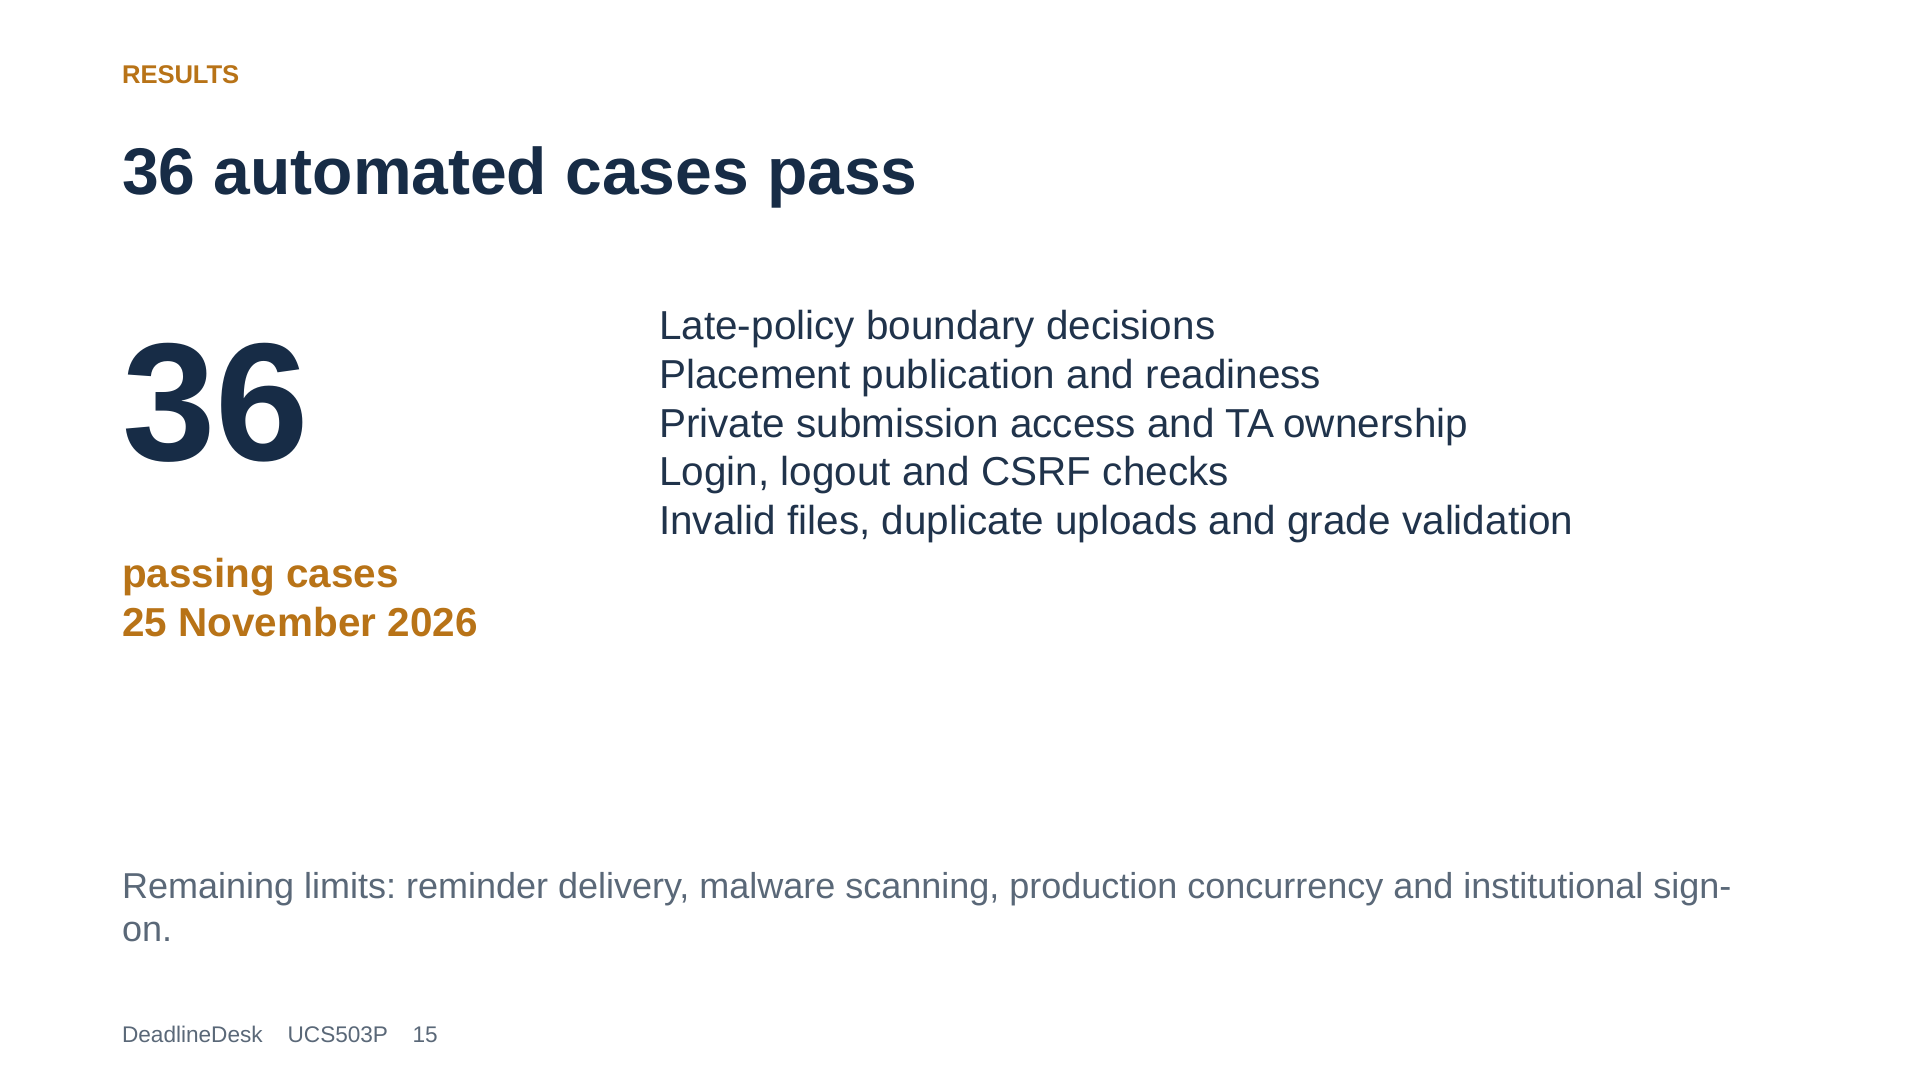 RESULTS
36 automated cases pass
36
passing cases
25 November 2026
Late-policy boundary decisions
Placement publication and readiness
Private submission access and TA ownership
Login, logout and CSRF checks
Invalid files, duplicate uploads and grade validation
Remaining limits: reminder delivery, malware scanning, production concurrency and institutional sign-
on.
DeadlineDesk UCS503P 15